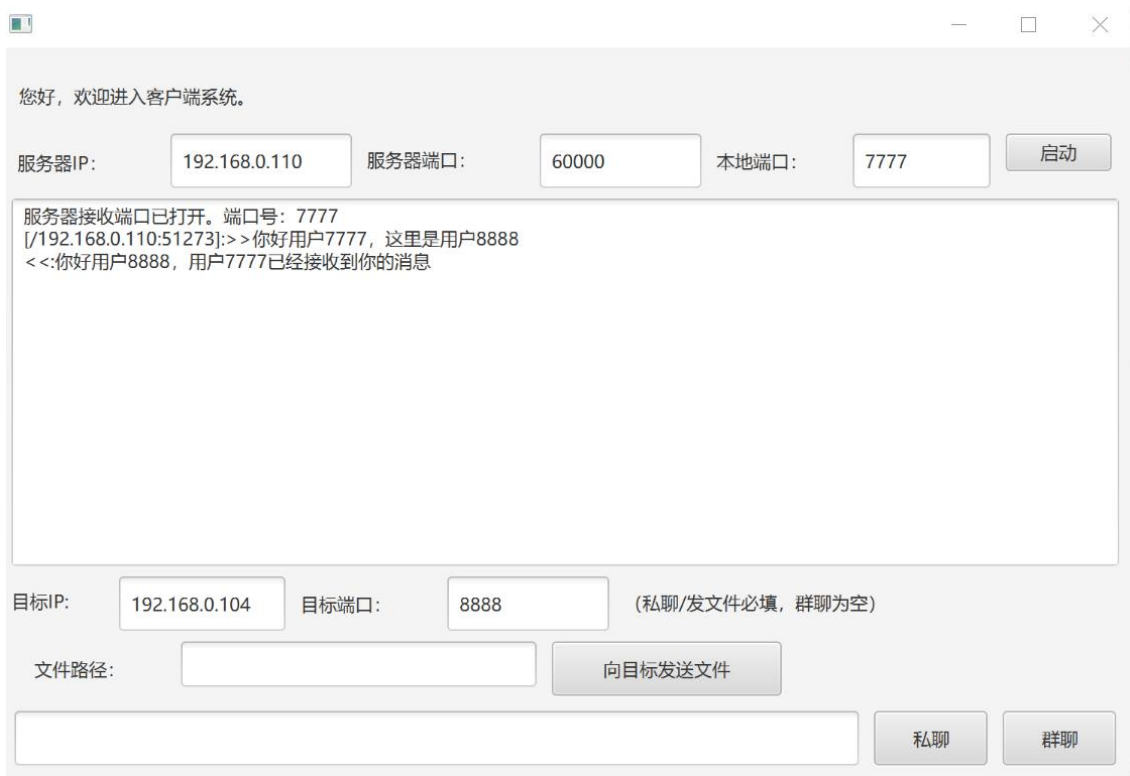 您好，欢迎进入客户端系统。
服务器IP： 192.168.0.110 服务器端口： 60000 本地端口： 7777 启动
服务器接收端口已打开。端口号：7777
[/192.168.0.110:51273]:>>你好用户7777，这里是用户8888
<<:你好用户8888，用户7777已经接收到你的消息
目标IP: 192.168.0.104 目标端口： 8888 （私聊/发文件必填，群聊为空）
文件路径： 向目标发送文件
私聊 群聊